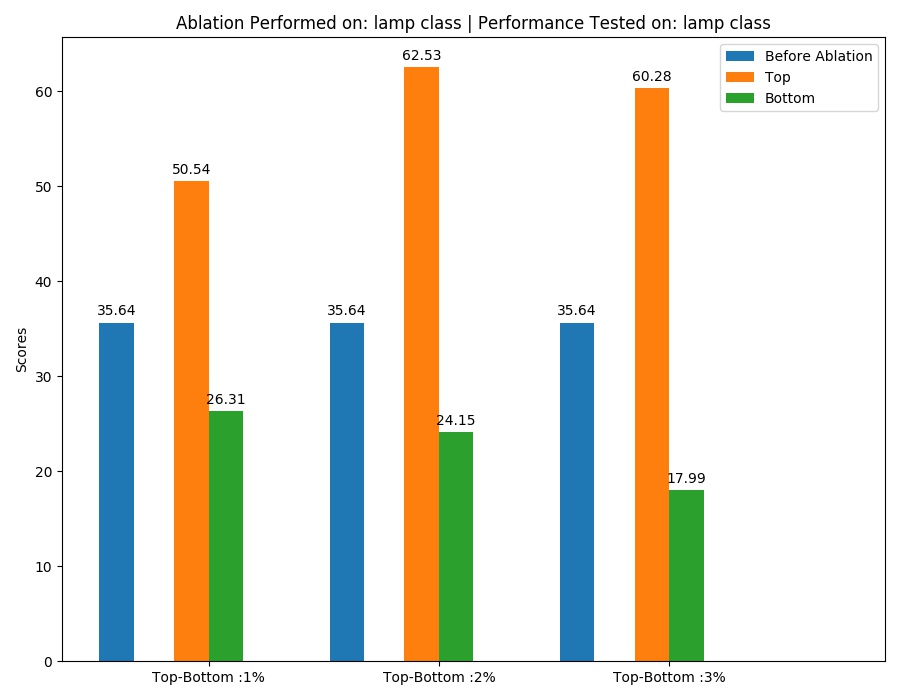 Ablation Performed on: lamp class | Performance Tested on: lamp class
Before Ablation
Top
Bottom
62.53
60.28
50.54
35.64
35.64
35.64
26.31
24.15
17.99
Scores
60
50
40
30
20
10
0
Top-Bottom :1%
Top-Bottom :2%
Top-Bottom :3%